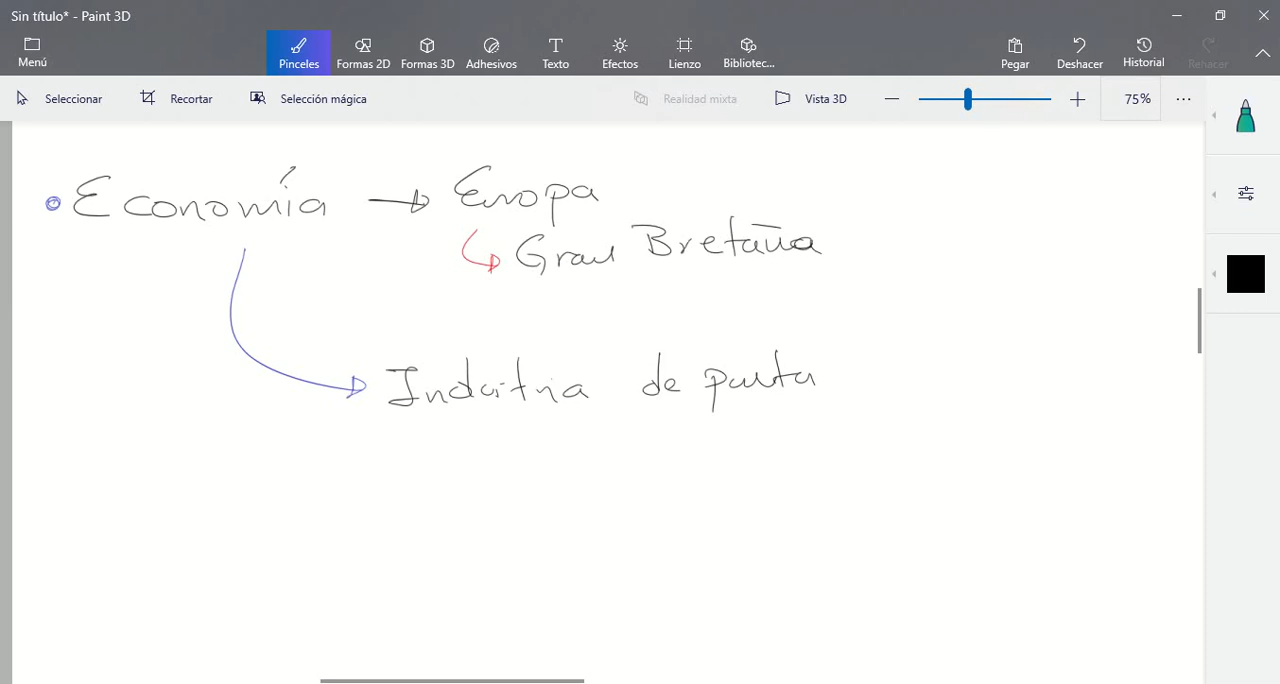 Sin título* - Paint 3D
Menú
Pinceles
Formas 2D
Formas 3D
Adhesivos
Texto
Efectos
Lienzo
Bibliotec...
Pegar
Deshacer
Historial
Rehacer
Seleccionar
Recortar
Selección mágica
Realidad mixta
Vista 3D
75%
Economía → Europa
Gran Bretaña
Industria de punta